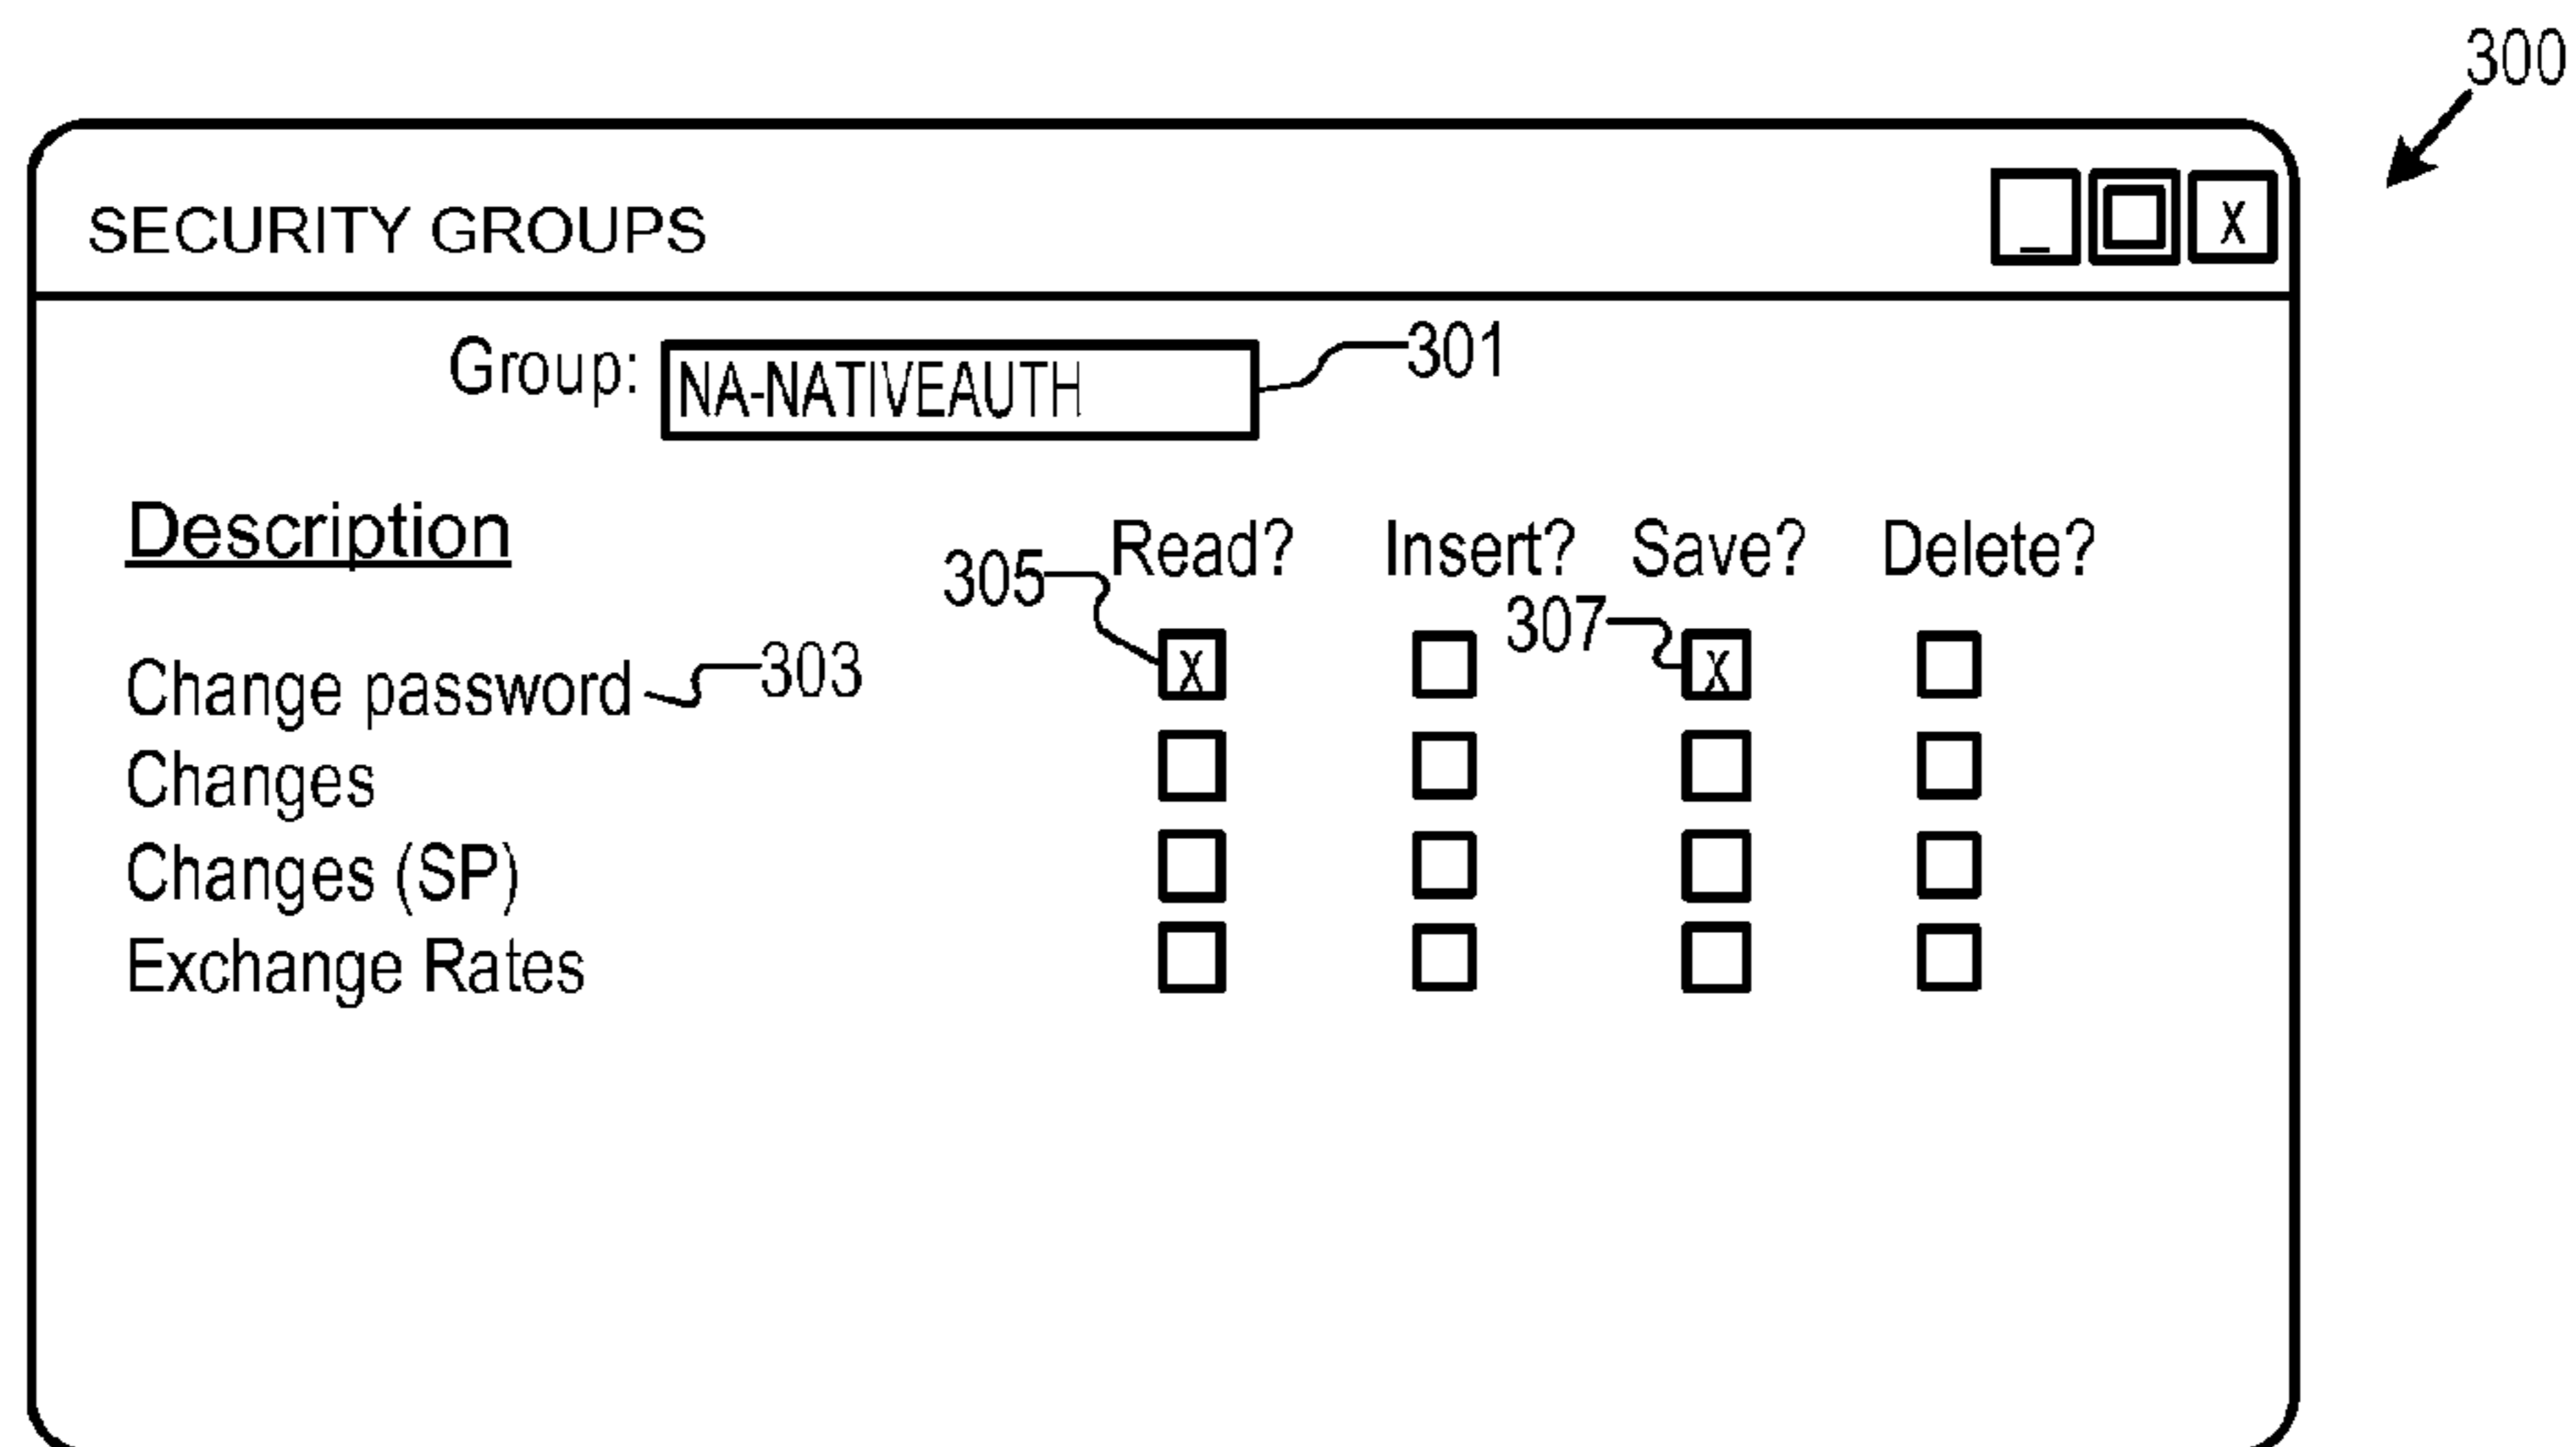 300
SECURITY GROUPS _ X
Group: NA-NATIVEAUTH 301
Description Read? Insert? Save? Delete?
305 307
Change password 303 X X
Changes
Changes (SP)
Exchange Rates